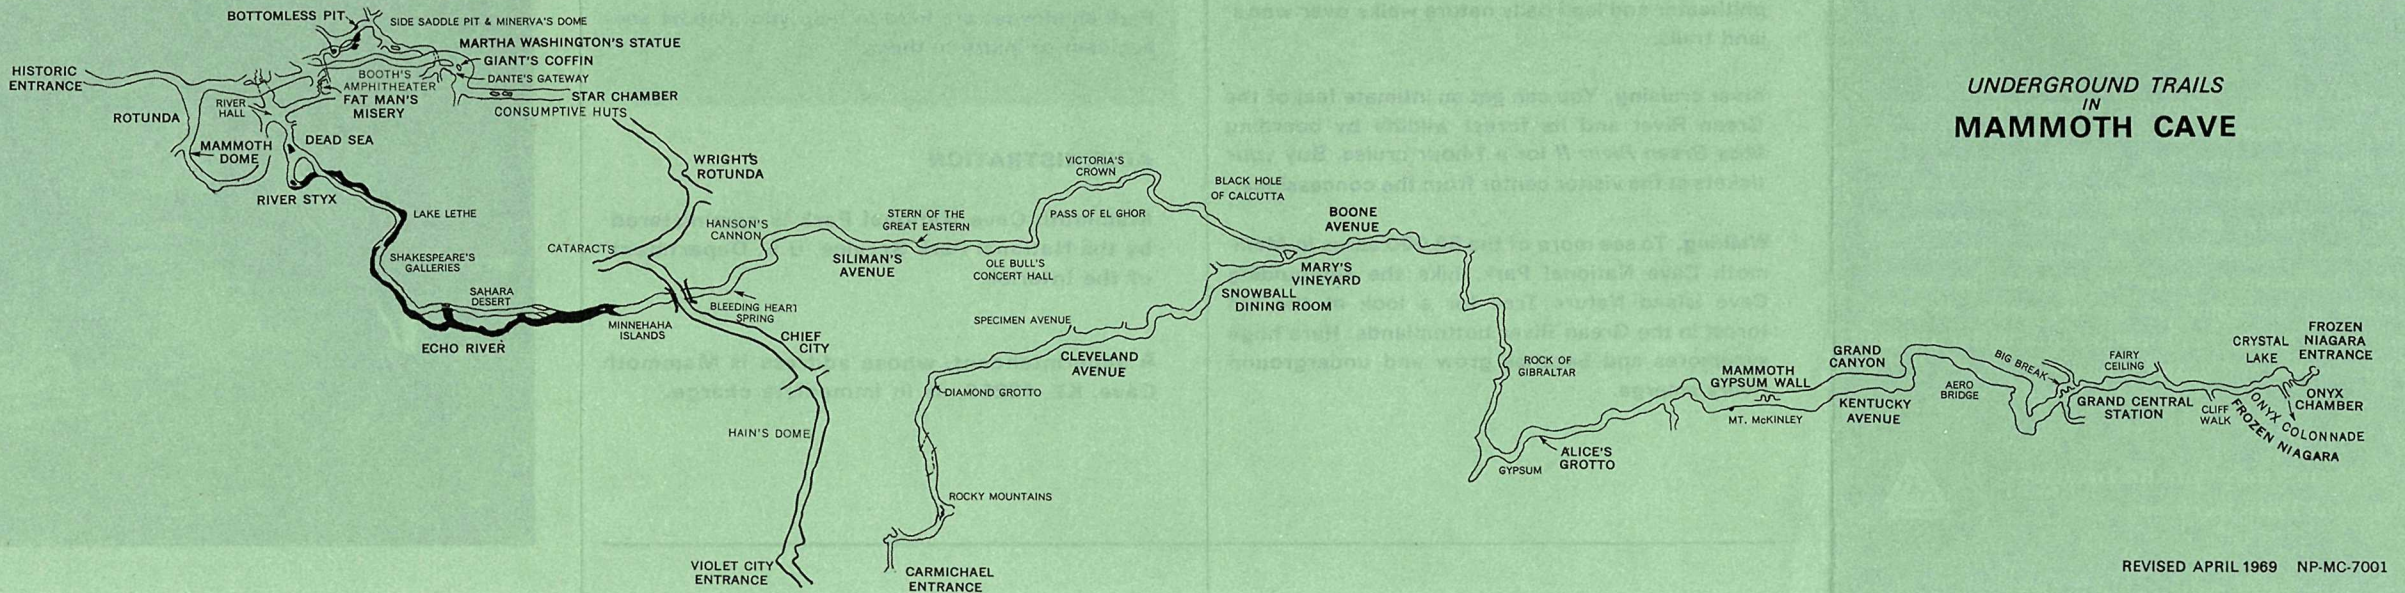 BOTTOMLESS PIT
SIDE SADDLE PIT & MINERVA'S DOME
MARTHA WASHINGTON'S STATUE
GIANT'S COFFIN
DANTE'S GATEWAY
STAR CHAMBER
CONSUMPTIVE HUTS
HISTORIC
ENTRANCE
BOOTH'S
AMPHITHEATER
FAT MAN'S
MISERY
RIVER
HALL
ROTUNDA
MAMMOTH
DOME
DEAD SEA
RIVER STYX
LAKE LETHE
SHAKESPEARE'S
GALLERIES
SAHARA
DESERT
ECHO RIVER
MINNEHAHA
ISLANDS
WRIGHT'S
ROTUNDA
CATARACTS
HANSON'S
CANNON
BLEEDING HEART
SPRING
CHIEF
CITY
HAIN'S DOME
VIOLET CITY
ENTRANCE
SILIMAN'S
AVENUE
STERN OF THE
GREAT EASTERN
OLE BULL'S
CONCERT HALL
VICTORIA'S
CROWN
PASS OF EL GHOR
BLACK HOLE
OF CALCUTTA
BOONE
AVENUE
MARY'S
VINEYARD
SNOWBALL
DINING ROOM
SPECIMEN AVENUE
CLEVELAND
AVENUE
DIAMOND GROTTO
ROCKY MOUNTAINS
CARMICHAEL
ENTRANCE
ROCK OF
GIBRALTAR
GYPSUM
ALICE'S
GROTTO
MAMMOTH
GYPSUM WALL
MT. McKINLEY
GRAND
CANYON
KENTUCKY
AVENUE
AERO
BRIDGE
BIG BREAK
FAIRY
CEILING
GRAND CENTRAL
STATION
CLIFF
WALK
CRYSTAL
LAKE
FROZEN
NIAGARA
ENTRANCE
ONYX
CHAMBER
ONYX COLONNADE
FROZEN NIAGARA
UNDERGROUND TRAILS
IN
MAMMOTH CAVE
REVISED APRIL 1969 NP-MC-7001